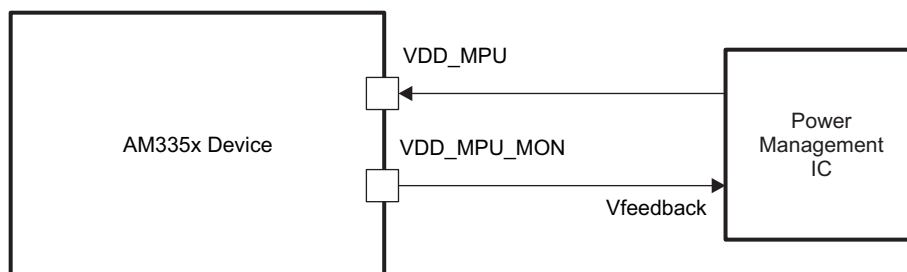 VDD_MPU
AM335x Device
VDD_MPU_MON
Vfeedback
Power
Management
IC